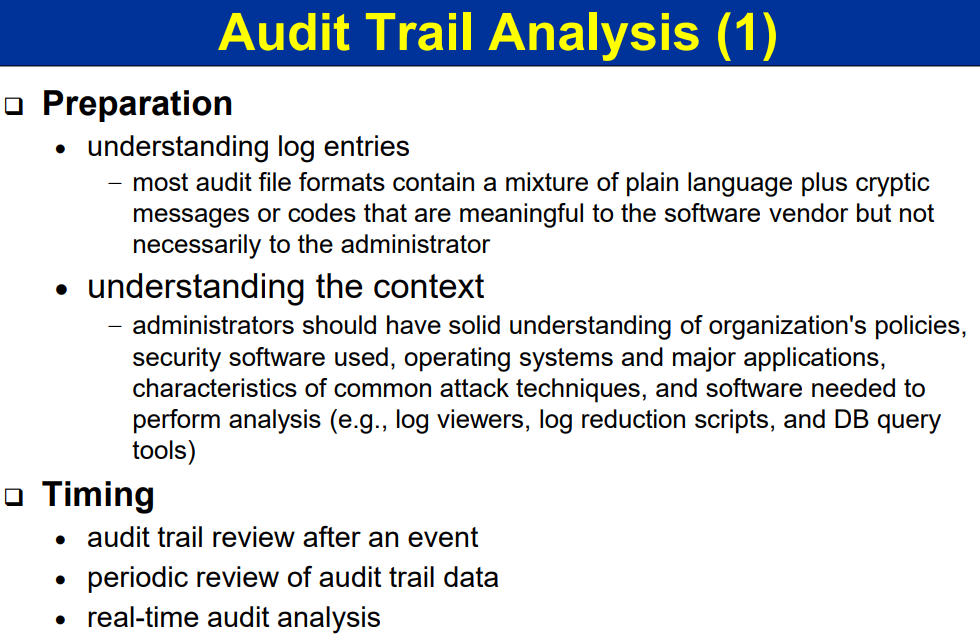 Audit Trail Analysis (1)
❑ Preparation
• understanding log entries
– most audit file formats contain a mixture of plain language plus cryptic
messages or codes that are meaningful to the software vendor but not
necessarily to the administrator
• understanding the context
– administrators should have solid understanding of organization's policies,
security software used, operating systems and major applications,
characteristics of common attack techniques, and software needed to
perform analysis (e.g., log viewers, log reduction scripts, and DB query
tools)
❑ Timing
• audit trail review after an event
• periodic review of audit trail data
• real-time audit analysis